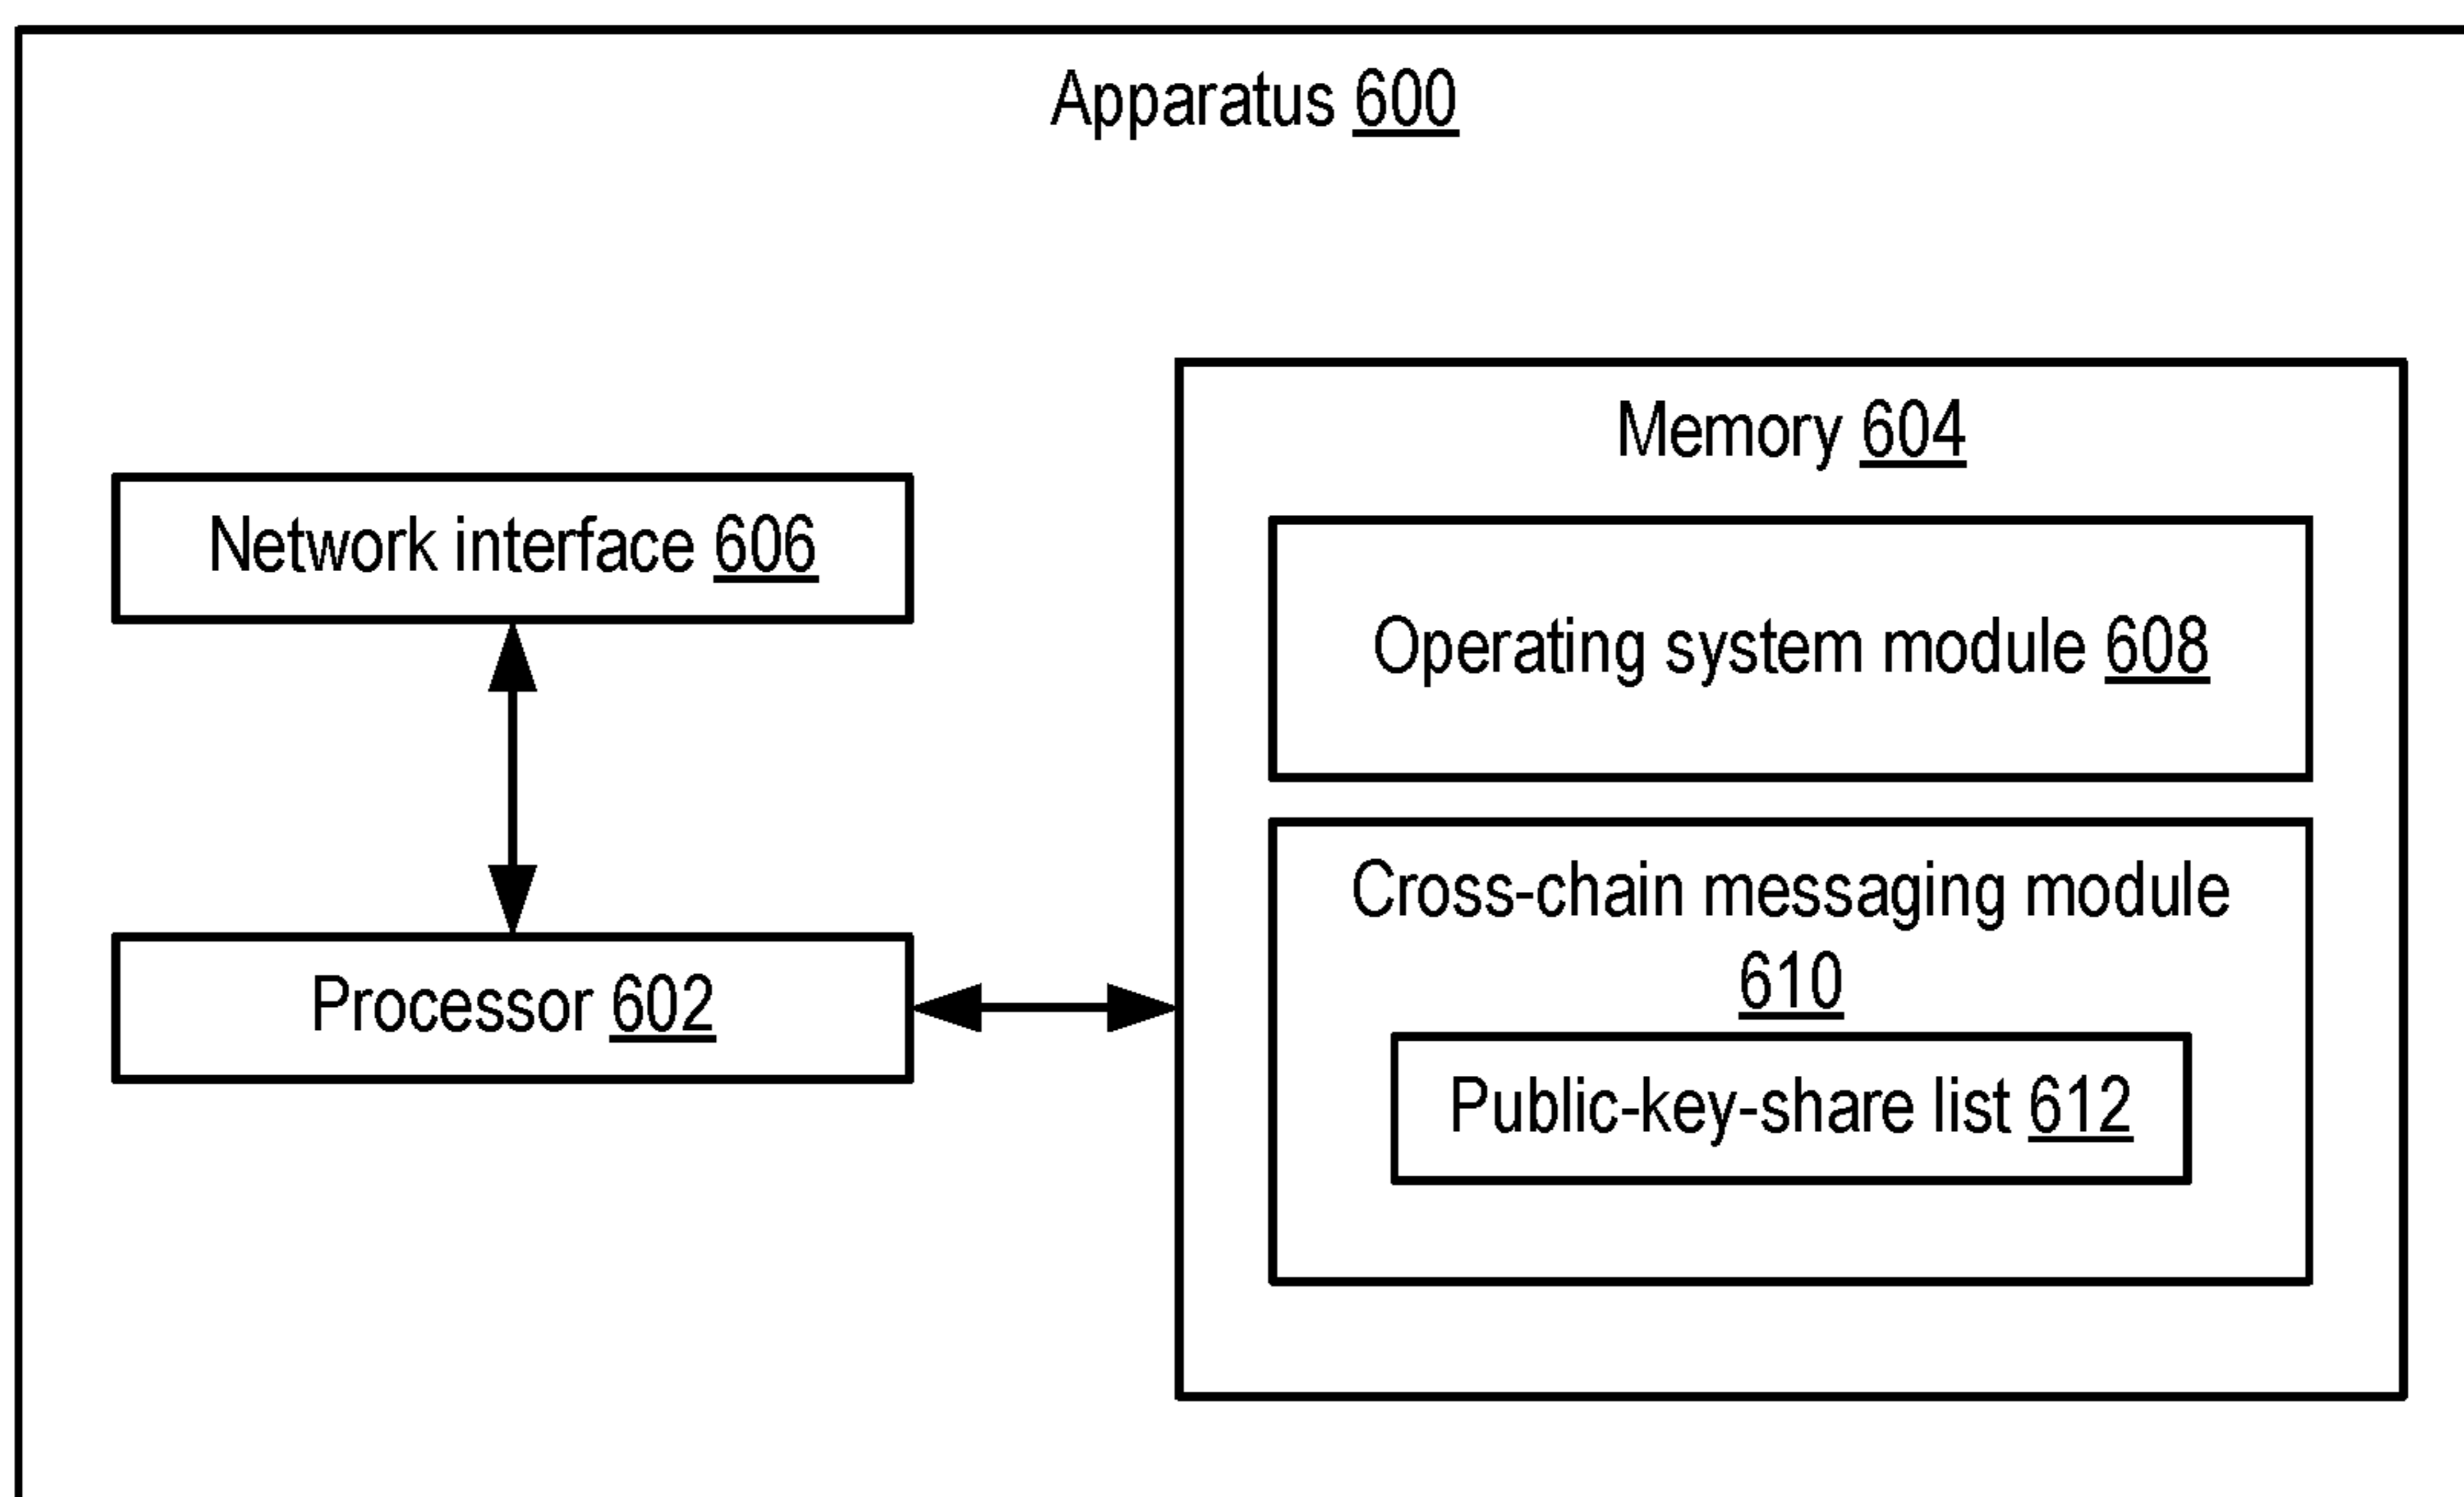 Apparatus 600
Memory 604
Network interface 606
Operating system module 608
Cross-chain messaging module
610
Processor 602
Public-key-share list 612